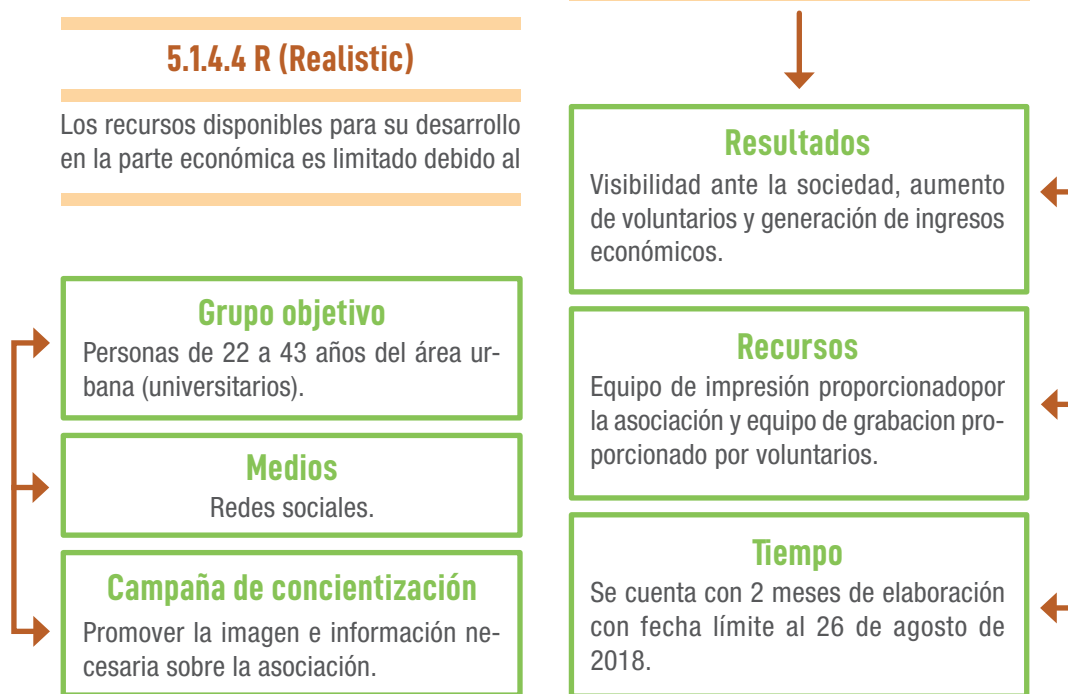 5.1.4.4 R (Realistic)
Los recursos disponibles para su desarrollo
en la parte económica es limitado debido al
Grupo objetivo
Personas de 22 a 43 años del área ur-
bana (universitarios).
Medios
Redes sociales.
Campaña de concientización
Promover la imagen e información ne-
cesaria sobre la asociación.
Resultados
Visibilidad ante la sociedad, aumento
de voluntarios y generación de ingresos
económicos.
Recursos
Equipo de impresión proporcionadopor
la asociación y equipo de grabacion pro-
porcionado por voluntarios.
Tiempo
Se cuenta con 2 meses de elaboración
con fecha límite al 26 de agosto de
2018.